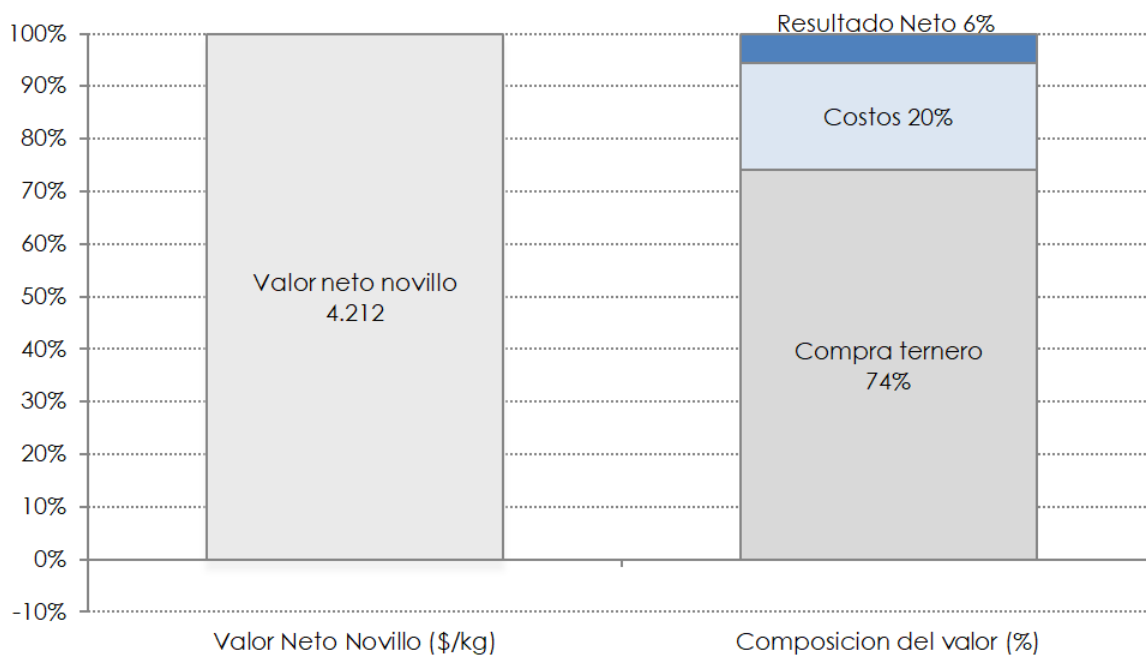 Resultado Neto 6%
100%
90%
80%
70%
60%
50%
40%
30%
20%
10%
0%
-10%
Valor neto novillo
4.212
Costos 20%
Compra ternero
74%
Valor Neto Novillo ($/kg)
Composicion del valor (%)